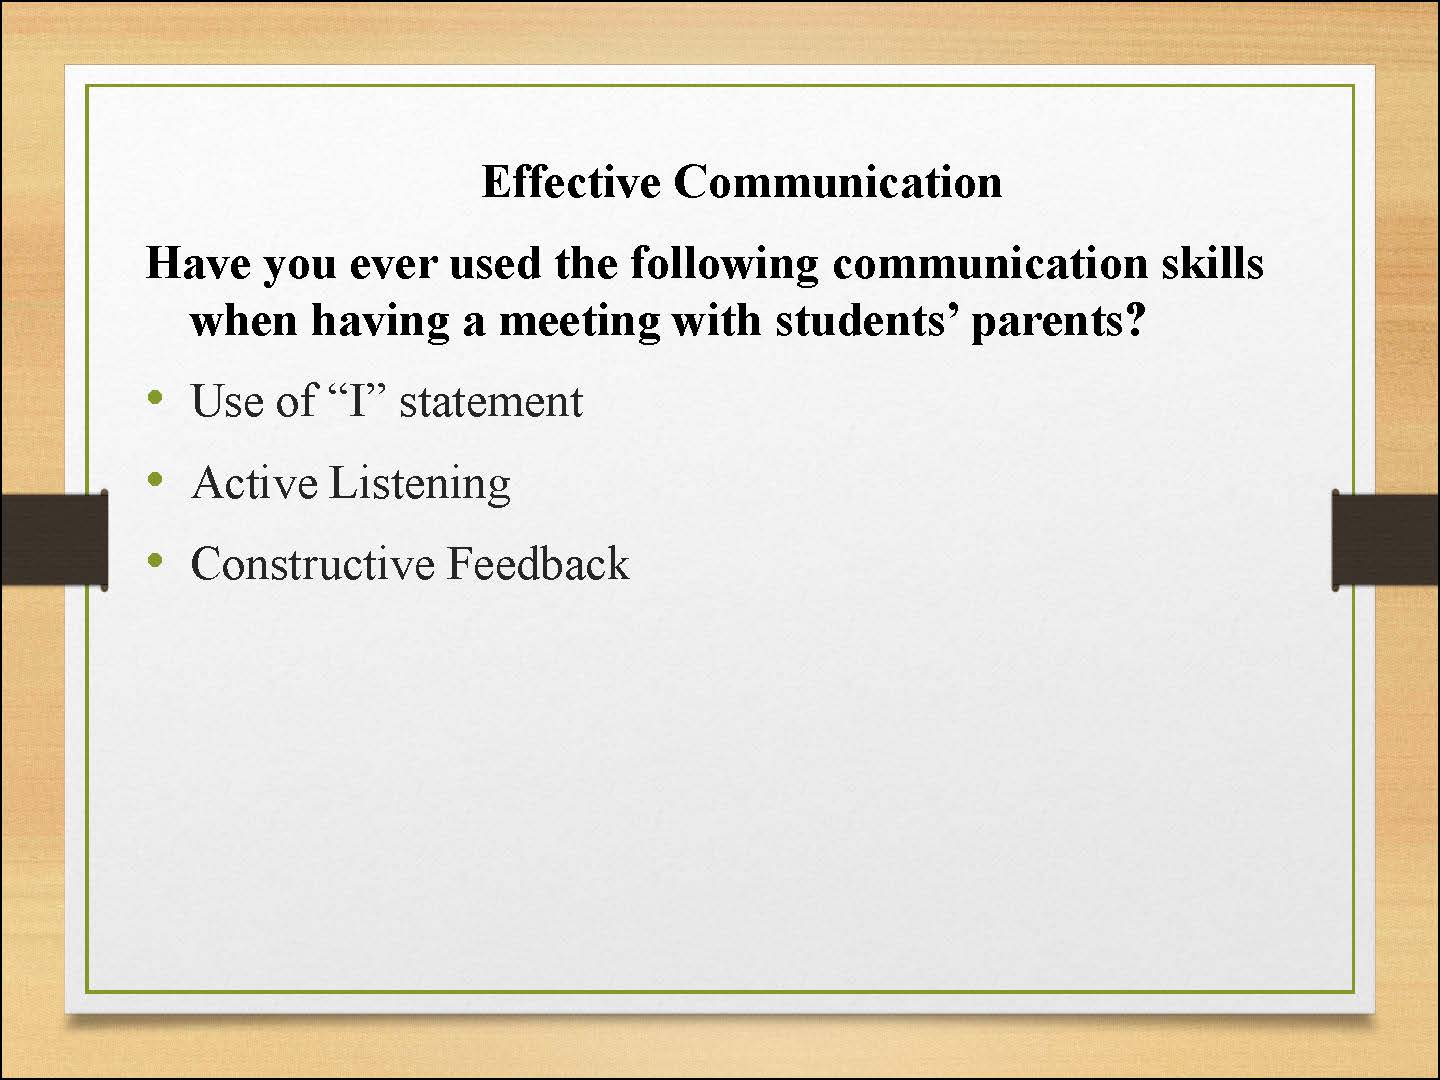 Effective Communication
Have you ever used the following communication skills
when having a meeting with students’ parents?
• Use of “I” statement
• Active Listening
• Constructive Feedback